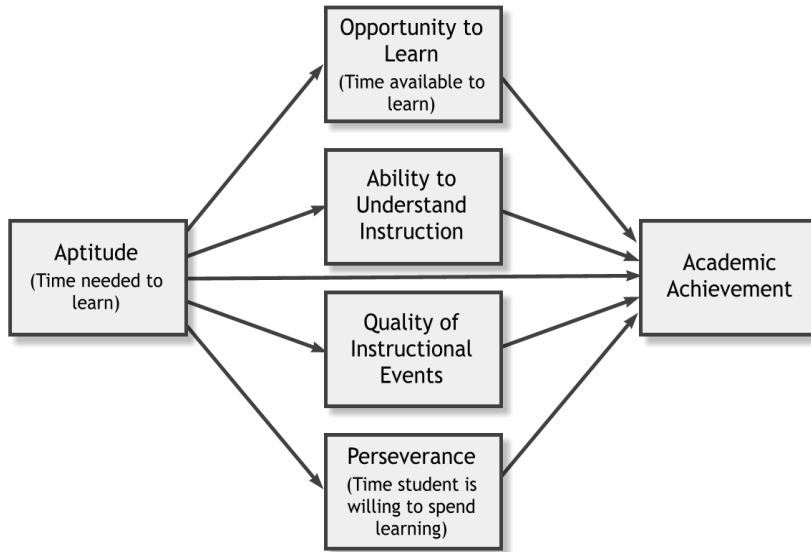 Opportunity to
Learn
(Time available to
learn)
Ability to
Understand
Instruction
Aptitude
(Time needed to
learn)
Academic
Achievement
Quality of
Instructional
Events
Perseverance
(Time student is
willing to spend
learning)